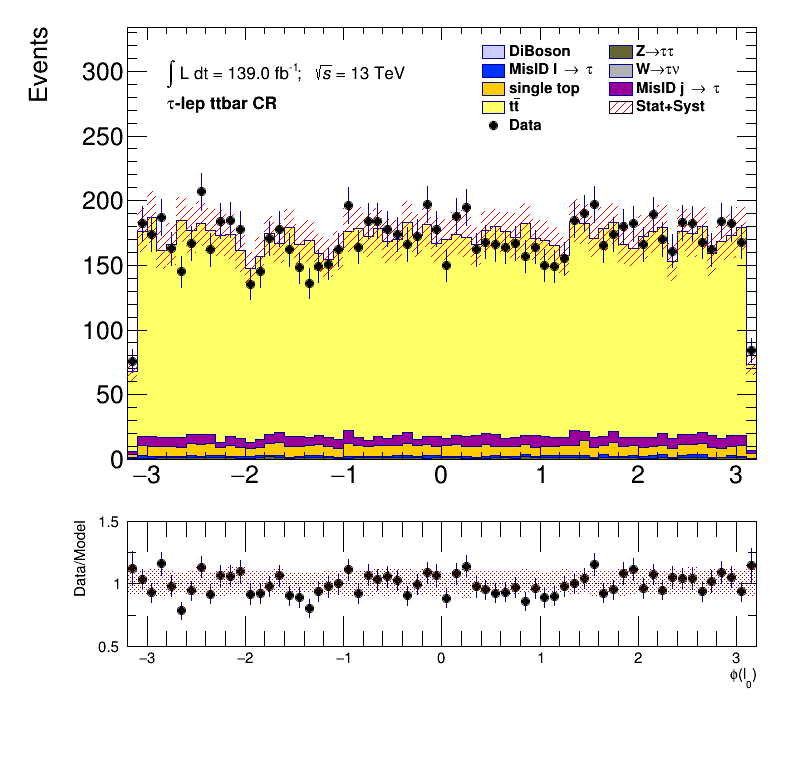 Events
300
250
200
150
100
50
0
∫ L dt = 139.0 fb⁻¹; √s = 13 TeV
τ-lep ttbar CR
DiBoson Z→ττ
MisID l → τ W→τν
single top MisID j → τ
tt̄ Stat+Syst
Data
−3 −2 −1 0 1 2 3
Data/Model
1.5
1
0.5
−3 −2 −1 0 1 2 3
ϕ(l₀)